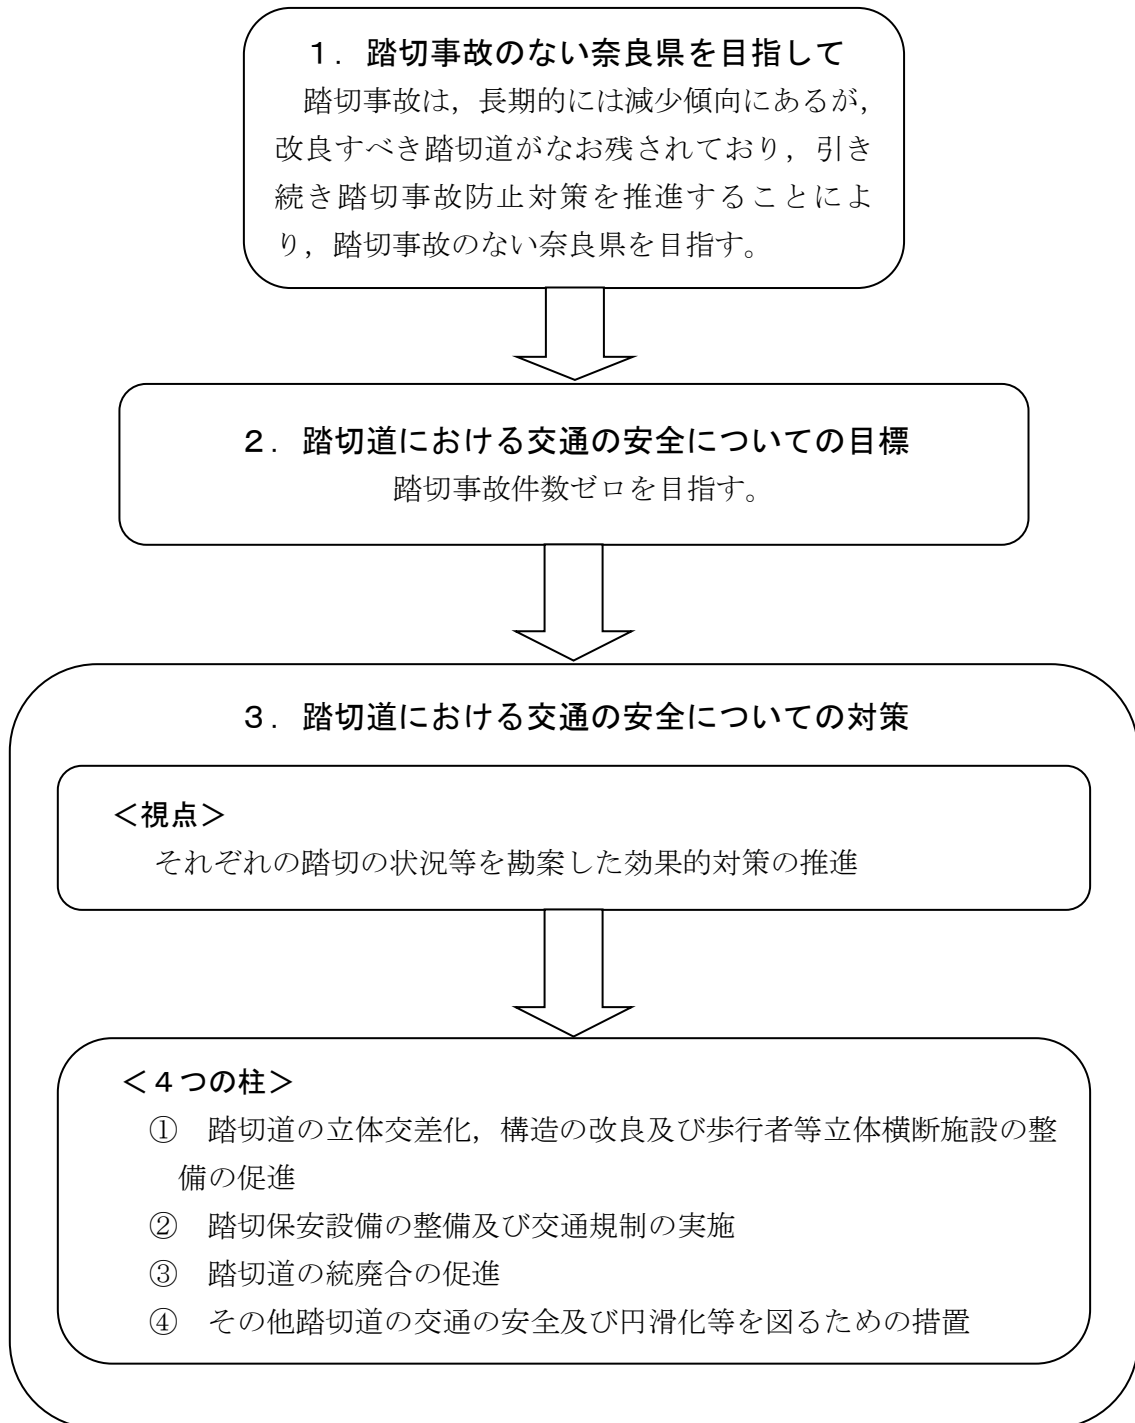 １．踏切事故のない奈良県を目指して
踏切事故は，長期的には減少傾向にあるが，
改良すべき踏切道がなお残されており，引き
続き踏切事故防止対策を推進することによ
り，踏切事故のない奈良県を目指す。
２．踏切道における交通の安全についての目標
踏切事故件数ゼロを目指す。
３．踏切道における交通の安全についての対策
＜視点＞
それぞれの踏切の状況等を勘案した効果的対策の推進
＜４つの柱＞
①　踏切道の立体交差化，構造の改良及び歩行者等立体横断施設の整
備の促進
②　踏切保安設備の整備及び交通規制の実施
③　踏切道の統廃合の促進
④　その他踏切道の交通の安全及び円滑化等を図るための措置